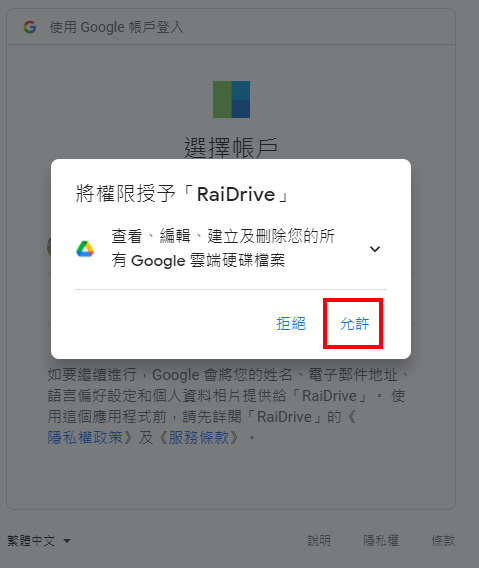 使用 Google 帳戶登入
選擇帳戶
將權限授予「RaiDrive」
查看、編輯、建立及刪除您的所
有 Google 雲端硬碟檔案
拒絕
允許
如要繼續進行，Google 會將您的姓名、電子郵件地址、
語言偏好設定和個人資料相片提供給「RaiDrive」。 使
用這個應用程式前，請先詳閱「RaiDrive」的《
隱私權政策》及《服務條款》。
繁體中文
說明
隱私權
條款